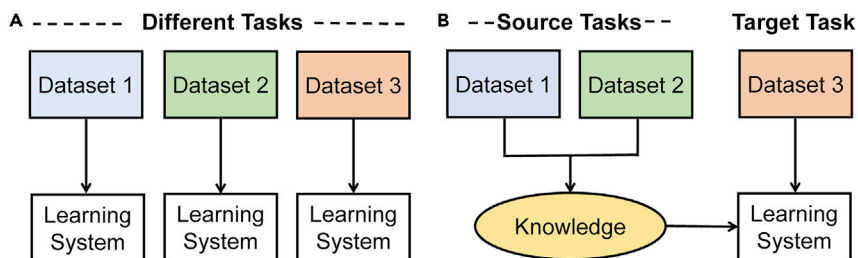 A Different Tasks
Dataset 1 Dataset 2 Dataset 3
Learning System
Learning System
Learning System
B Source Tasks Target Task
Dataset 1 Dataset 2 Dataset 3
Knowledge
Learning System